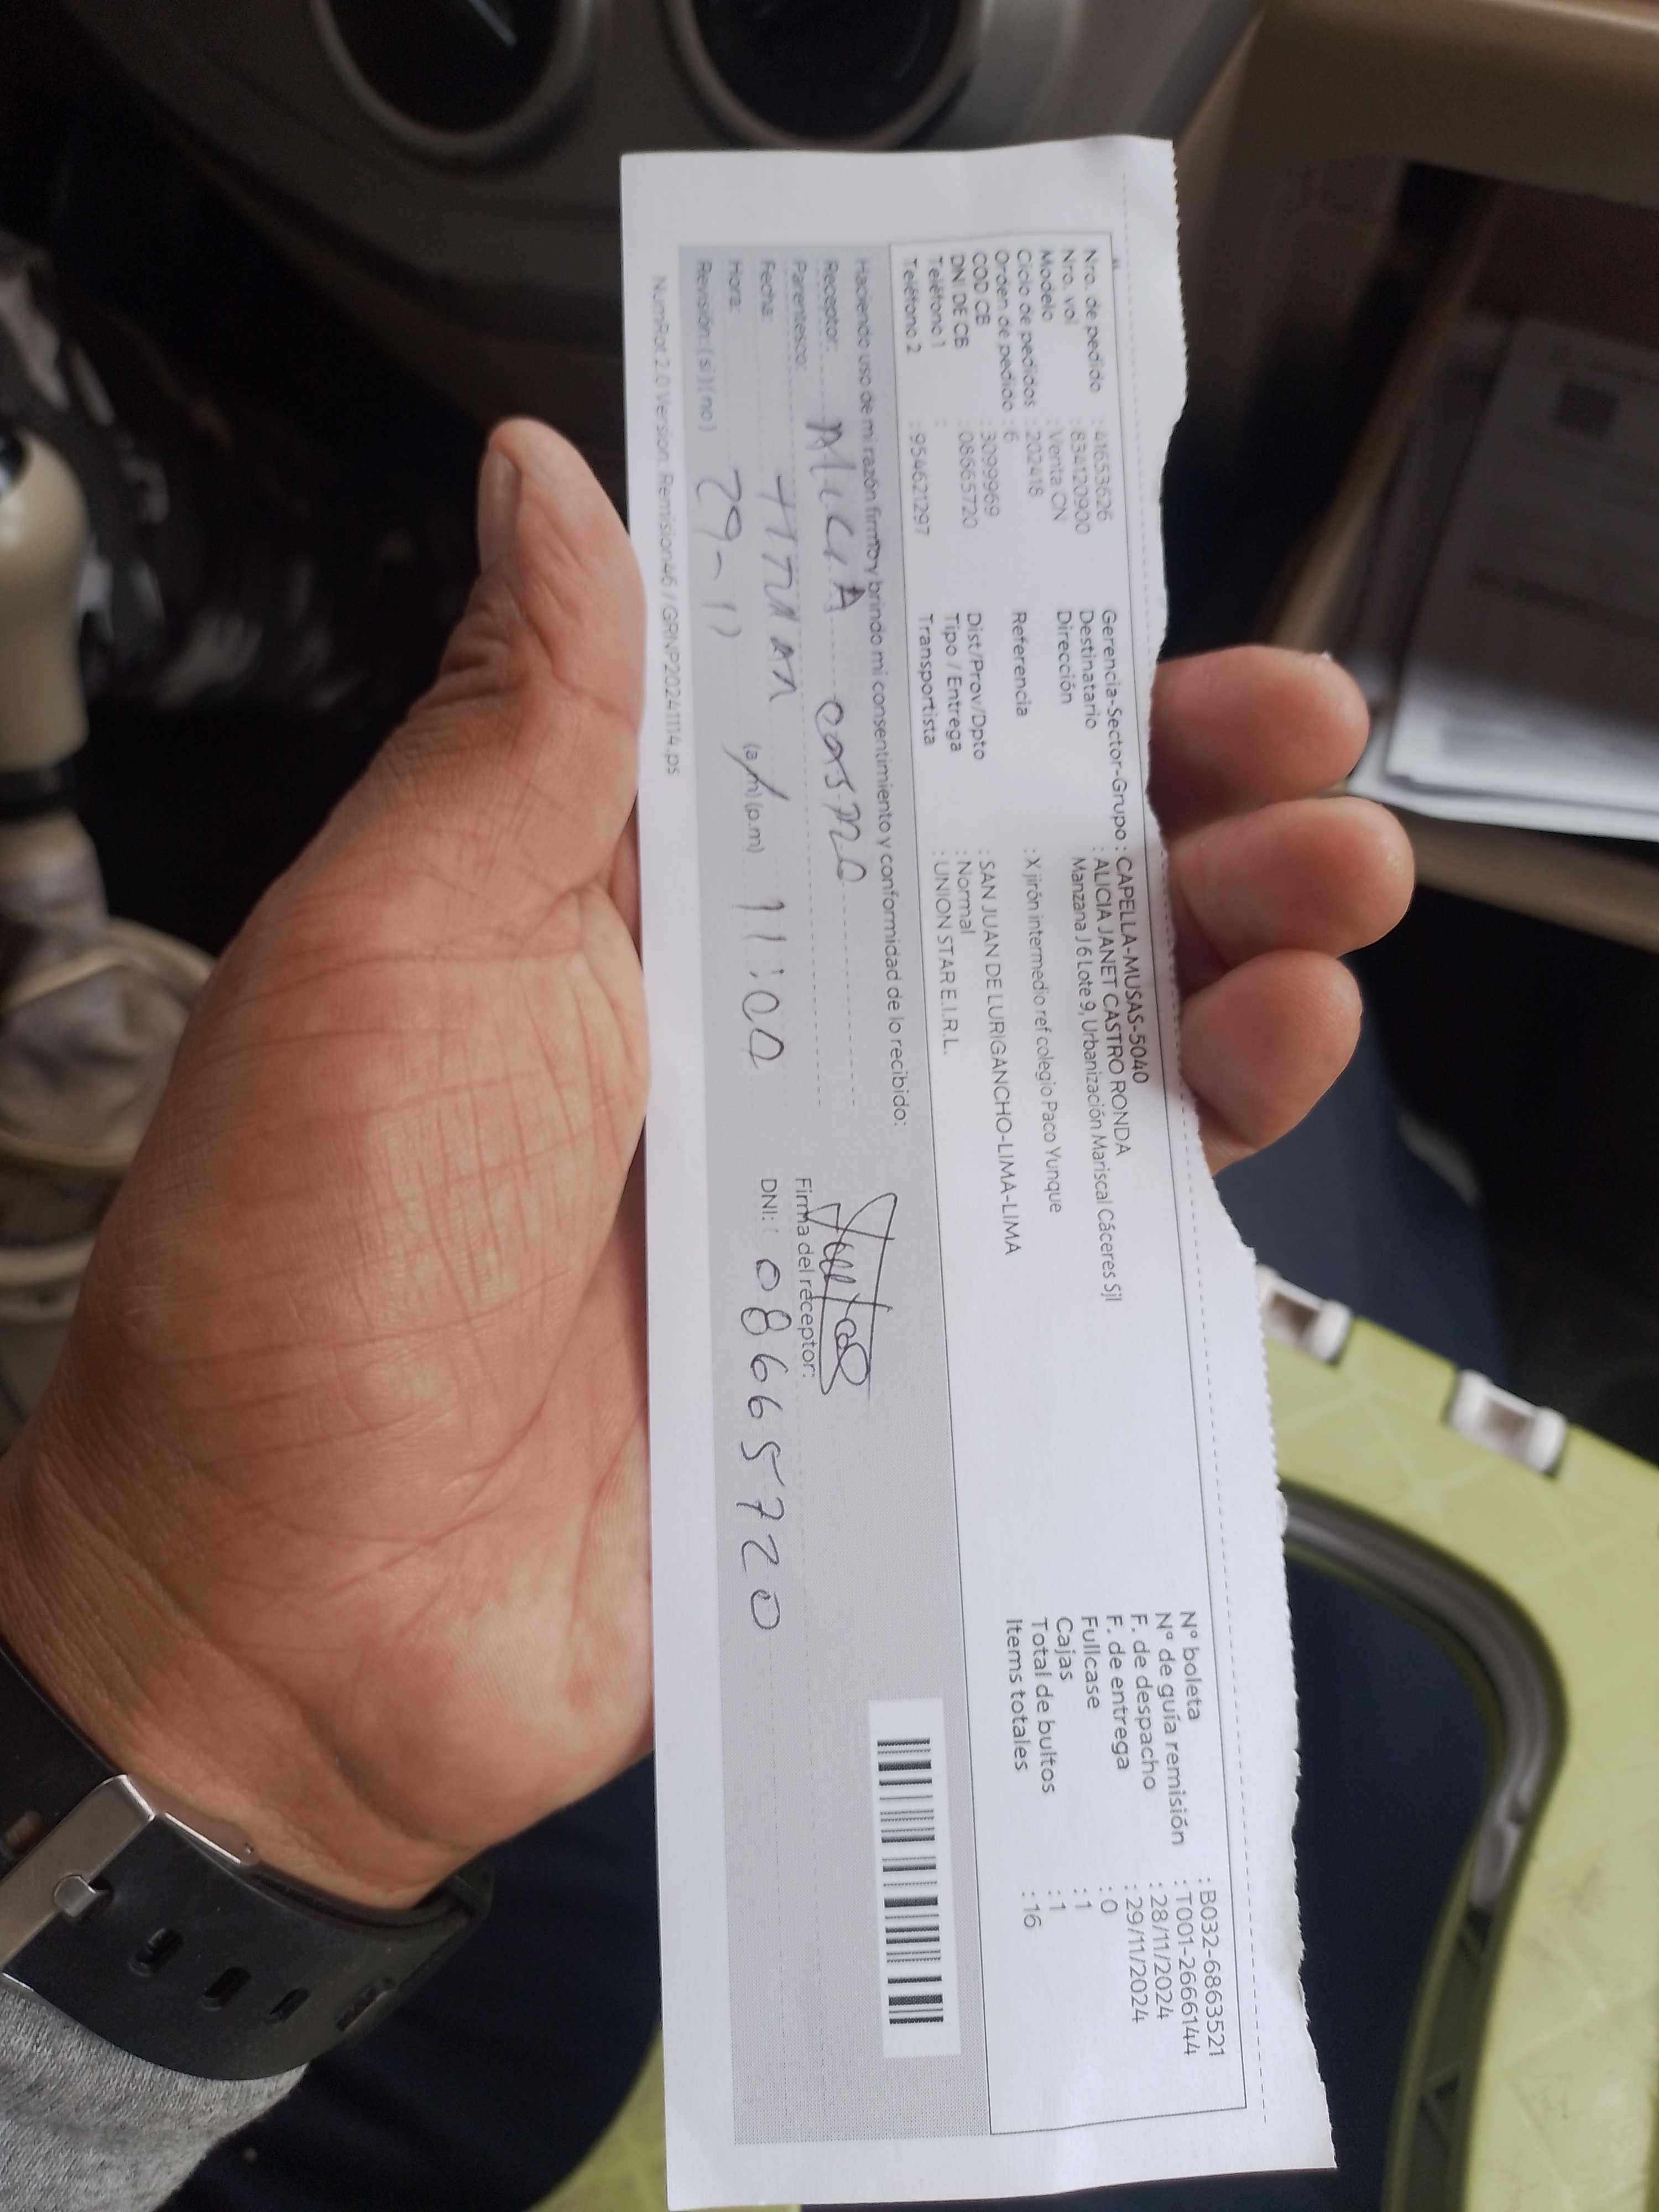 Nro. de pedido : 41653626
Nro. vol : 834120900
Modelo : Venta CN
Ciclo de pedidos : 202418
Orden de pedido : 6
COD CB : 3099969
DNI DE CB : 08665720
Teléfono 1 :
Teléfono 2 : 954621297
Gerencia-Sector-Grupo : CAPELLA-MUSAS-5040
Destinatario : ALICIA JANET CASTRO RONDA
Dirección Manzana J 6 Lote 9, Urbanización Mariscal Cáceres Sjl
Referencia : X jirón intermedio ref colegio Paco Yunque
Dist/Prov/Dpto : SAN JUAN DE LURIGANCHO-LIMA-LIMA
Tipo / Entrega : Normal
Transportista : UNION STAR E.I.R.L.
Nº boleta : B032-6863521
Nº de guía remisión : T001-2666144
F. de despacho : 28/11/2024
F. de entrega : 29/11/2024
Fullcase : 0
Cajas : 1
Total de bultos : 1
Items totales : 16
Haciendo uso de mi razón firmo y brindo mi consentimiento y conformidad de lo recibido:
Receptor: Alicia Castro
Parentesco: Titular
Fecha: 29-11
Hora: (a.m) (p.m) 11:00
Revisión: ( si ) ( no )
Firma del receptor:
DNI: 08665720
NumRot 2.0 Version Remision46 / GRNP20241114.ps